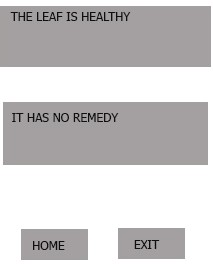 THE LEAF IS HEALTHY
IT HAS NO REMEDY
HOME EXIT